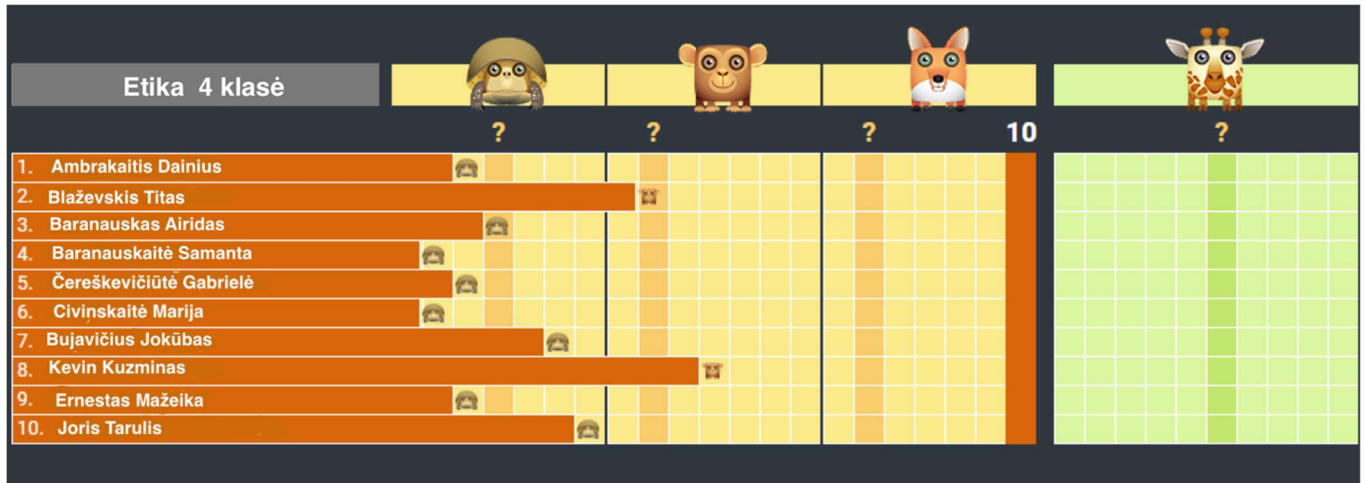 Etika 4 klasė
? ? ? 10 ?
1. Ambrakaitis Dainius
2. Blaževskis Titas
3. Baranauskas Airidas
4. Baranauskaitė Samanta
5. Čereškevičiūtė Gabrielė
6. Civinskaitė Marija
7. Bujavičius Jokūbas
8. Kevin Kuzminas
9. Ernestas Mažeika
10. Joris Tarulis